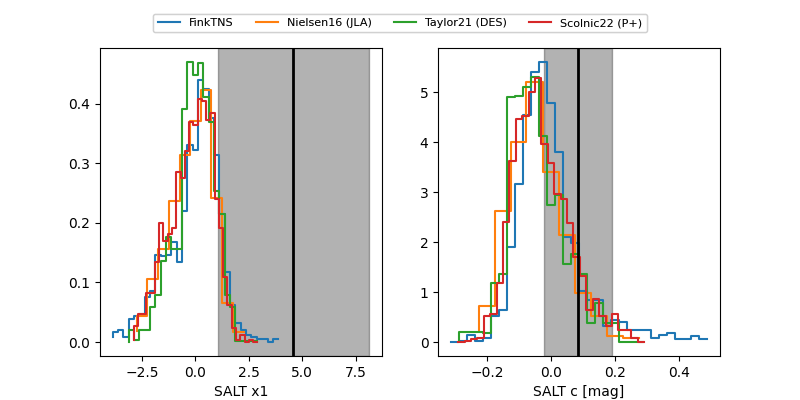 FinkTNS Nielsen16 (JLA) Taylor21 (DES) Scolnic22 (P+)
0.4
0.3
0.2
0.1
0.0
−2.5 0.0 2.5 5.0 7.5
SALT x1
5
4
3
2
1
0
−0.2 0.0 0.2 0.4
SALT c [mag]